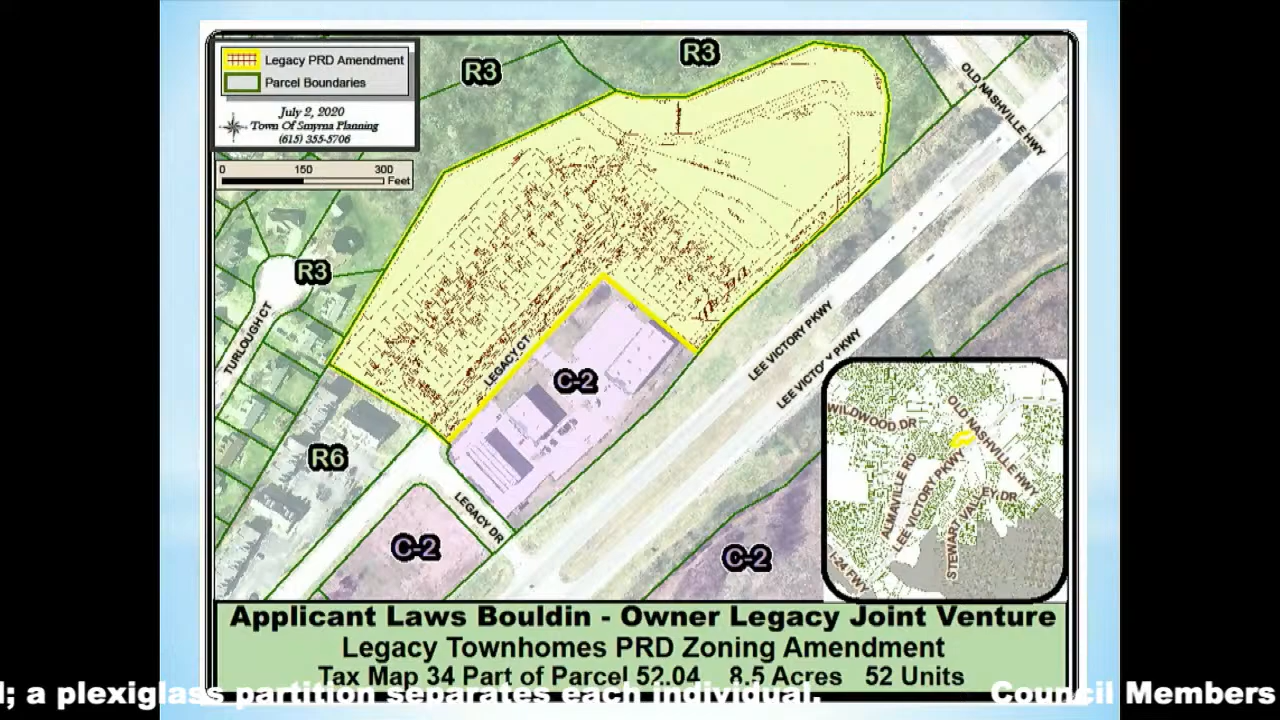 Legacy PRD Amendment
Parcel Boundaries
July 2, 2020
Town Of Smyrna Planning
(615) 355-5706
0 150 300
Feet
R3
R3
R3
OLD NASHVILLE HWY
TURLOUGH CT
LEGACY CT
C-2
LEE VICTORY PKWY
LEE VICTORY PKWY
R6
LEGACY DR
C-2
C-2
WILDWOOD DR
OLD NASHVILLE HWY
ALMAVILLE RD
LEE VICTORY PKWY
STEWART VALLEY DR
I-24 FWY
Applicant Laws Bouldin - Owner Legacy Joint Venture
Legacy Townhomes PRD Zoning Amendment
Tax Map 34 Part of Parcel 52.04 8.5 Acres 52 Units
; a plexiglass partition separates each individual. Council Members